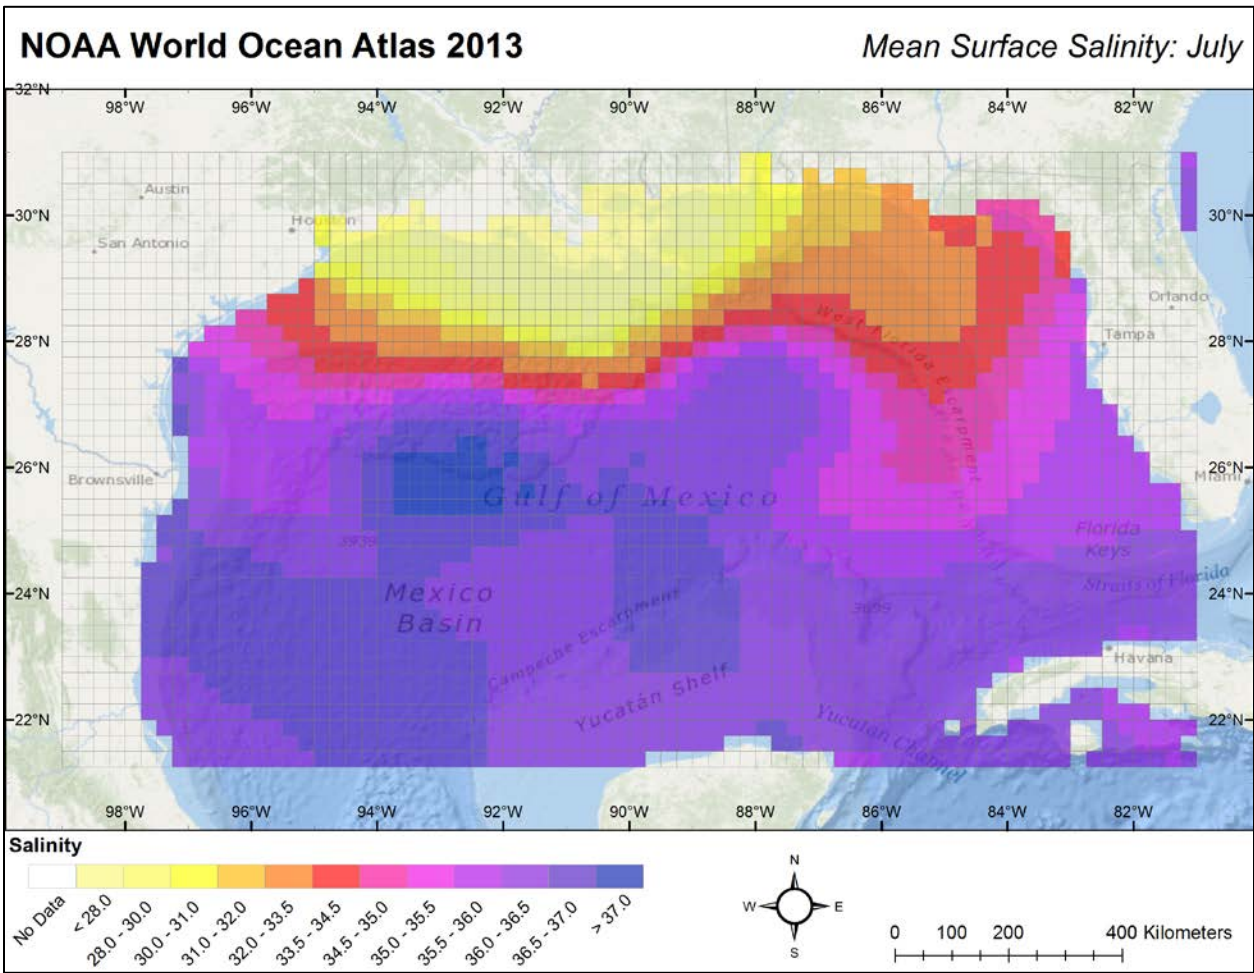 NOAA World Ocean Atlas 2013
Mean Surface Salinity: July
32°N
98°W 96°W 94°W 92°W 90°W 88°W 86°W 84°W 82°W
Austin
30°N
Houston
30°N
San Antonio
Orlando
West Florida Escarpment
28°N
Tampa
28°N
26°N
Brownsville
Gulf of Mexico
Miami
26°N
3939
Florida
Keys
Straits of Florida
24°N
Mexico
Basin
3639
24°N
Campeche Escarpment
Havana
Yucatán Shelf
22°N
Yucutan Channel
22°N
98°W 96°W 94°W 92°W 90°W 88°W 86°W 84°W 82°W
Salinity
No Data
< 28.0
28.0 - 30.0
30.0 - 31.0
31.0 - 32.0
32.0 - 33.5
33.5 - 34.5
34.5 - 35.0
35.0 - 35.5
35.5 - 36.0
36.0 - 36.5
36.5 - 37.0
> 37.0
N
W E
S
0 100 200 400 Kilometers